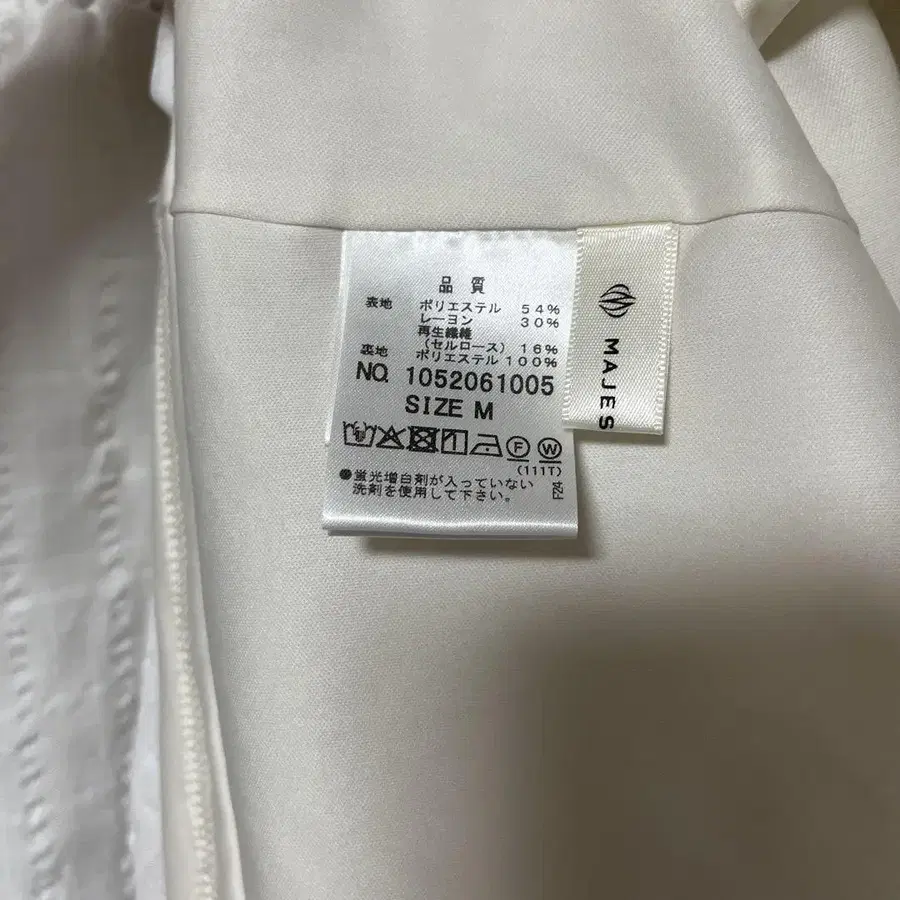 品質
表地 ポリエステル 54%
レーヨン 30%
再生繊維
(セルロース) 16%
裏地 ポリエステル 100%
NO. 1052061005
SIZE M
F W
(111T)
●蛍光増白剤が入っていない
洗剤を使用して下さい。
F24
MAJES